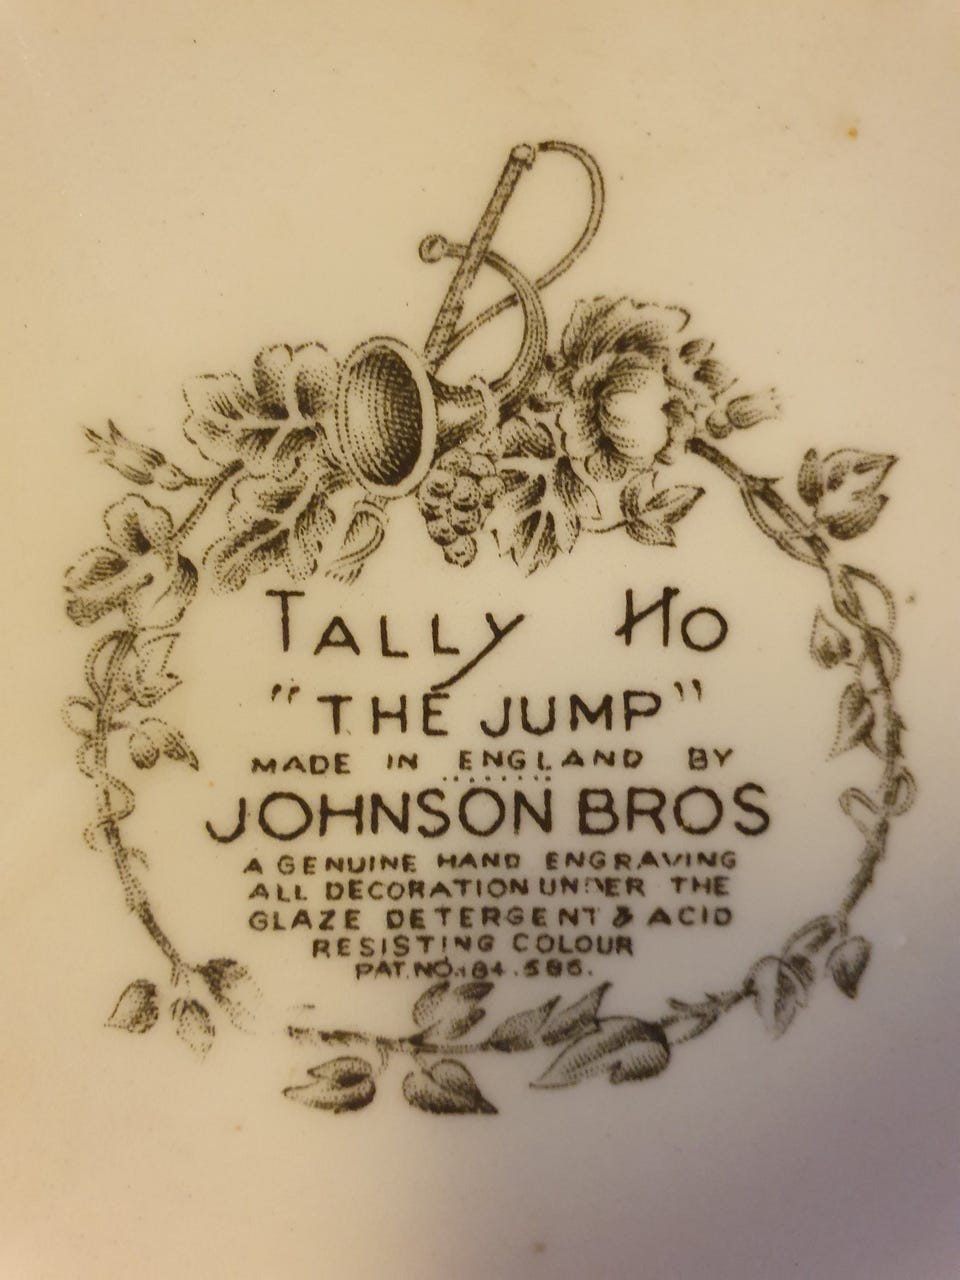 TALLY HO
"THE JUMP"
MADE IN ENGLAND BY
JOHNSON BROS
A GENUINE HAND ENGRAVING
ALL DECORATION UNDER THE
GLAZE DETERGENT & ACID
RESISTING COLOUR
PAT. NO. 184.586.